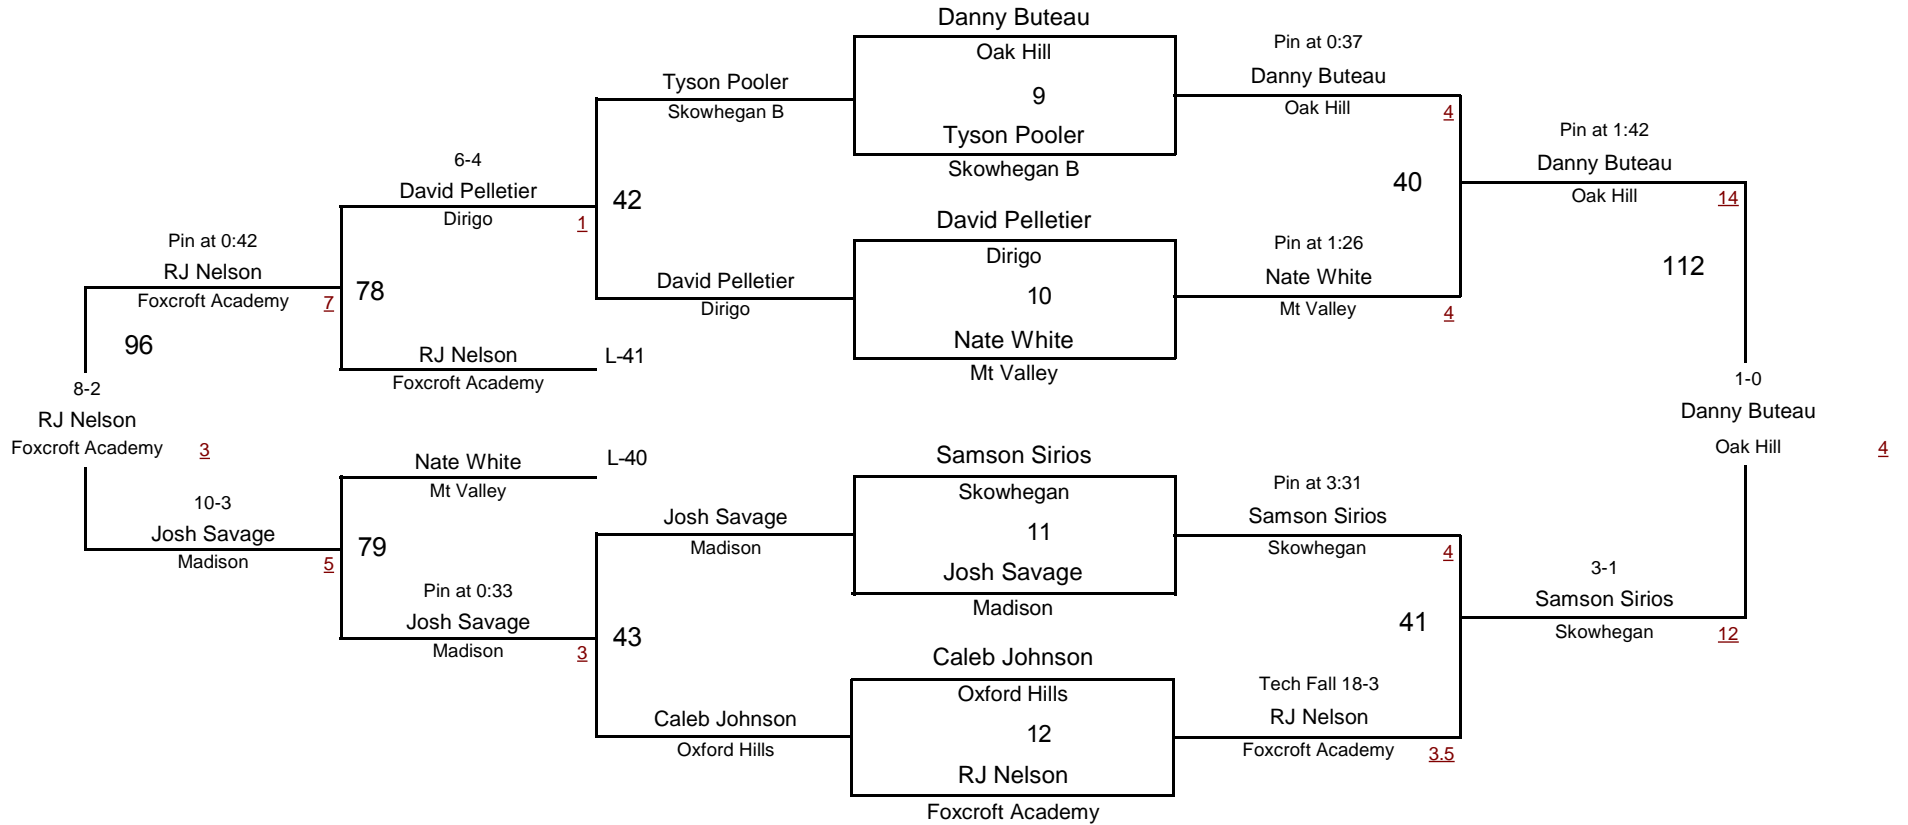 Danny Buteau
Oak Hill
9
Tyson Pooler
Skowhegan B
David Pelletier
Dirigo
10
Nate White
Mt Valley
Samson Sirios
Skowhegan
11
Josh Savage
Madison
Caleb Johnson
Oxford Hills
12
RJ Nelson
Foxcroft Academy
Pin at 0:37
Danny Buteau
Oak Hill
4
40
Pin at 1:26
Nate White
Mt Valley
4
Pin at 3:31
Samson Sirios
Skowhegan
4
41
Tech Fall 18-3
RJ Nelson
Foxcroft Academy
3.5
Pin at 1:42
Danny Buteau
Oak Hill
14
112
3-1
Samson Sirios
Skowhegan
12
1-0
Danny Buteau
Oak Hill
4
Tyson Pooler
Skowhegan B
42
David Pelletier
Dirigo
Josh Savage
Madison
43
Caleb Johnson
Oxford Hills
6-4
David Pelletier
Dirigo
1
78
RJ Nelson
L-41
Foxcroft Academy
Nate White
L-40
Mt Valley
79
Pin at 0:33
Josh Savage
Madison
3
Pin at 0:42
RJ Nelson
Foxcroft Academy
7
96
10-3
Josh Savage
Madison
5
8-2
RJ Nelson
Foxcroft Academy
3